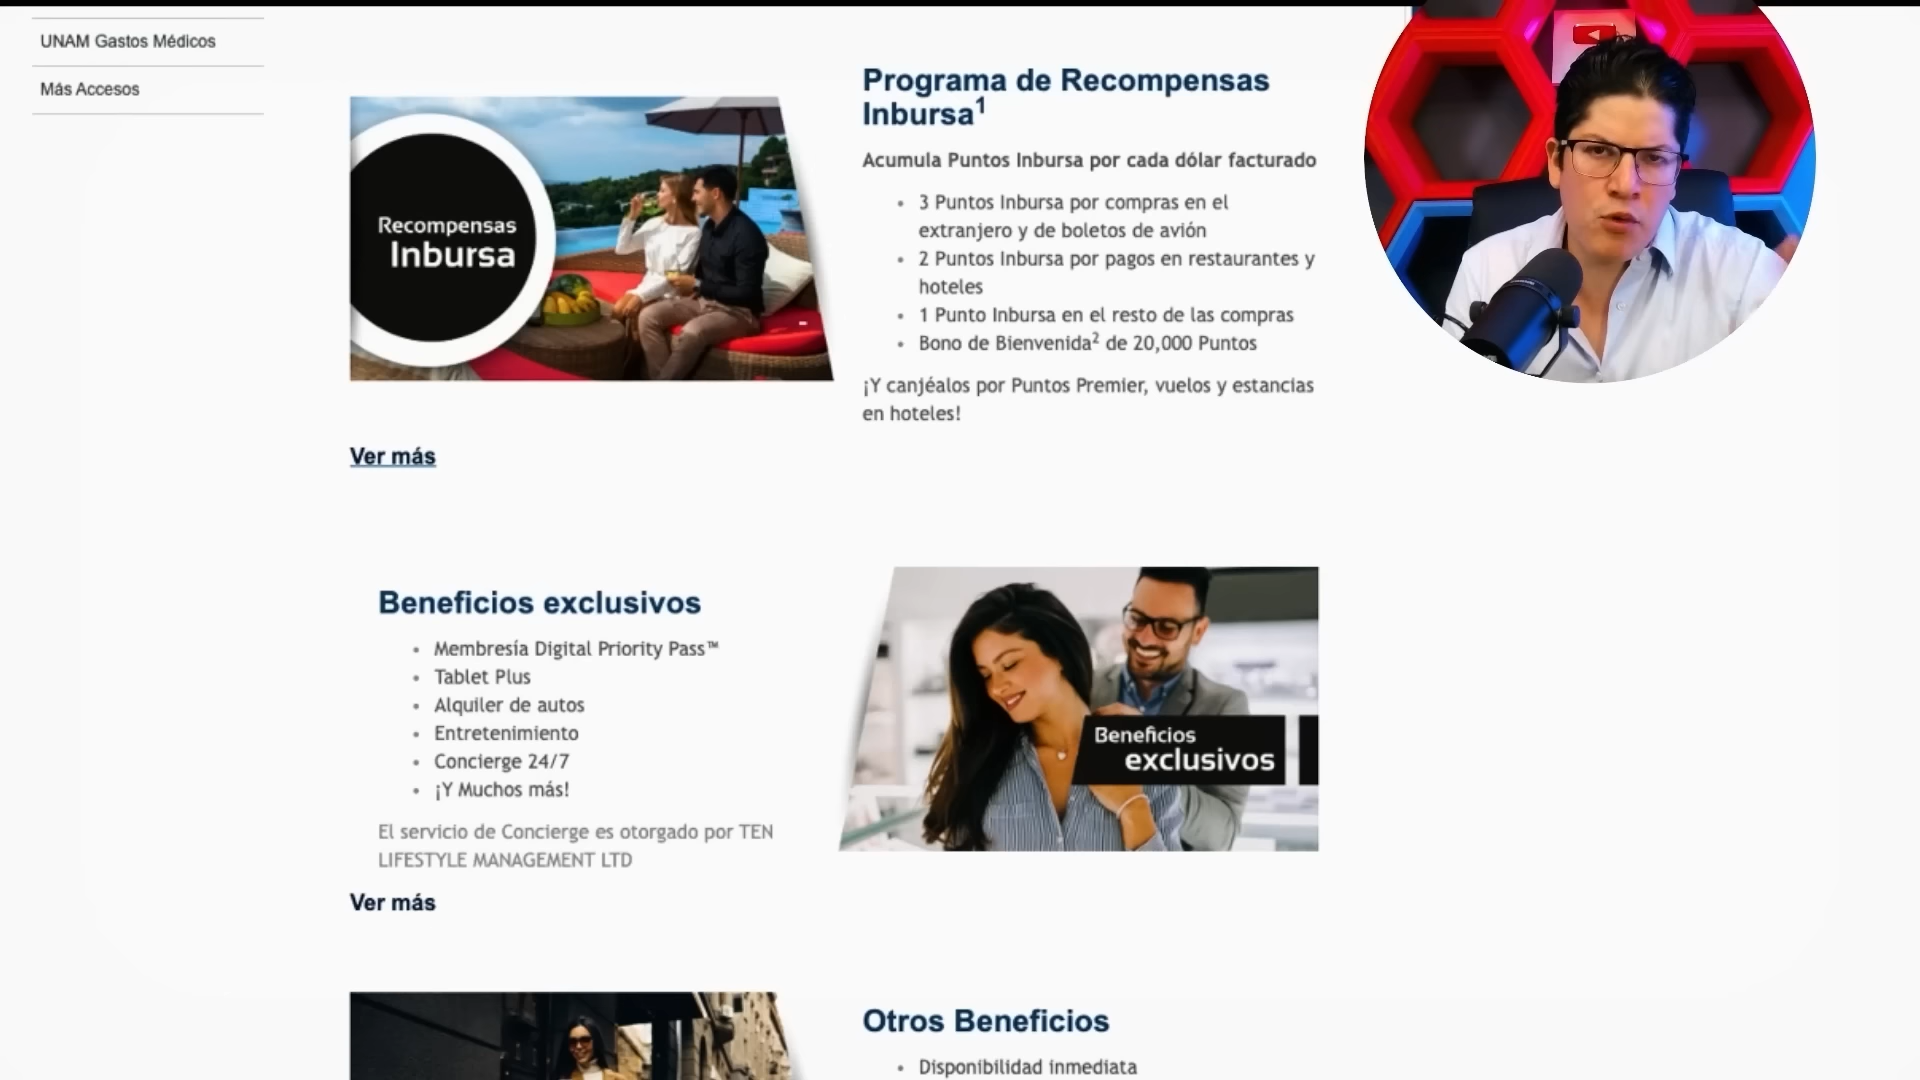 UNAM Gastos Médicos
Más Accesos
Recompensas
Inbursa
Programa de Recompensas
Inbursa¹
Acumula Puntos Inbursa por cada dólar facturado
• 3 Puntos Inbursa por compras en el
extranjero y de boletos de avión
• 2 Puntos Inbursa por pagos en restaurantes y
hoteles
• 1 Punto Inbursa en el resto de las compras
• Bono de Bienvenida² de 20,000 Puntos
¡Y canjéalos por Puntos Premier, vuelos y estancias
en hoteles!
Ver más
Beneficios exclusivos
• Membresía Digital Priority Pass™
• Tablet Plus
• Alquiler de autos
• Entretenimiento
• Concierge 24/7
• ¡Y Muchos más!
El servicio de Concierge es otorgado por TEN
LIFESTYLE MANAGEMENT LTD
Ver más
Beneficios
exclusivos
Otros Beneficios
• Disponibilidad inmediata